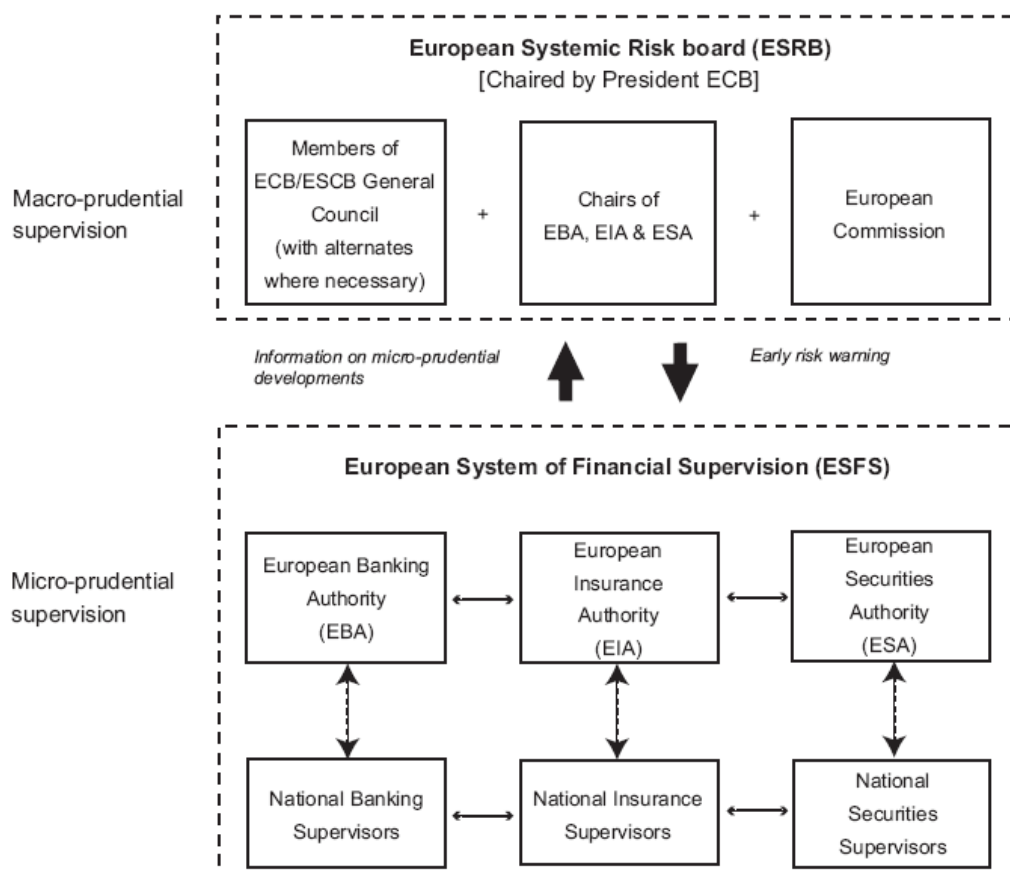 European Systemic Risk board (ESRB)
[Chaired by President ECB]
Macro-prudential
supervision
Members of
ECB/ESCB General
Council
(with alternates
where necessary)
+
Chairs of
EBA, EIA & ESA
+
European
Commission
Information on micro-prudential
developments
Early risk warning
European System of Financial Supervision (ESFS)
Micro-prudential
supervision
European Banking
Authority
(EBA)
European
Insurance
Authority
(EIA)
European
Securities
Authority
(ESA)
National Banking
Supervisors
National Insurance
Supervisors
National
Securities
Supervisors